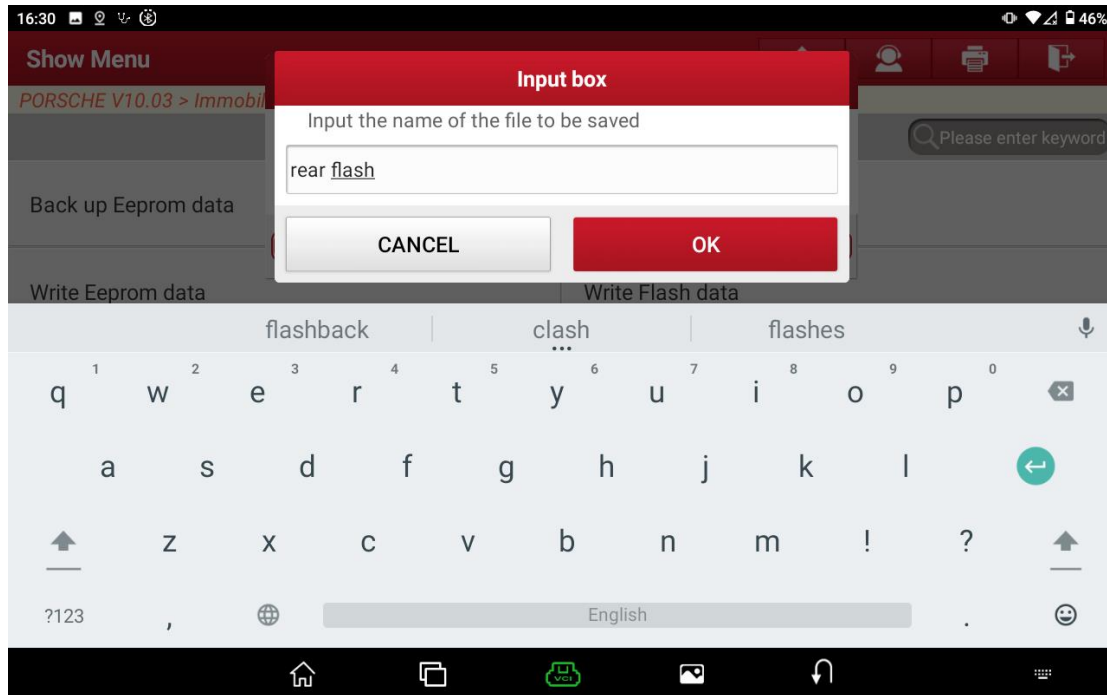 16:30
46%
Show Menu
PORSCHE V10.03 > Immobil
Input box
Input the name of the file to be saved
rear flash
CANCEL
OK
Please enter keyword
Back up Eeprom data
Write Eeprom data
Write Flash data
flashback clash flashes
1 2 3 4 5 6 7 8 9 0
q w e r t y u i o p
a s d f g h j k l
z x c v b n m ! ?
?123 , English .
VCI